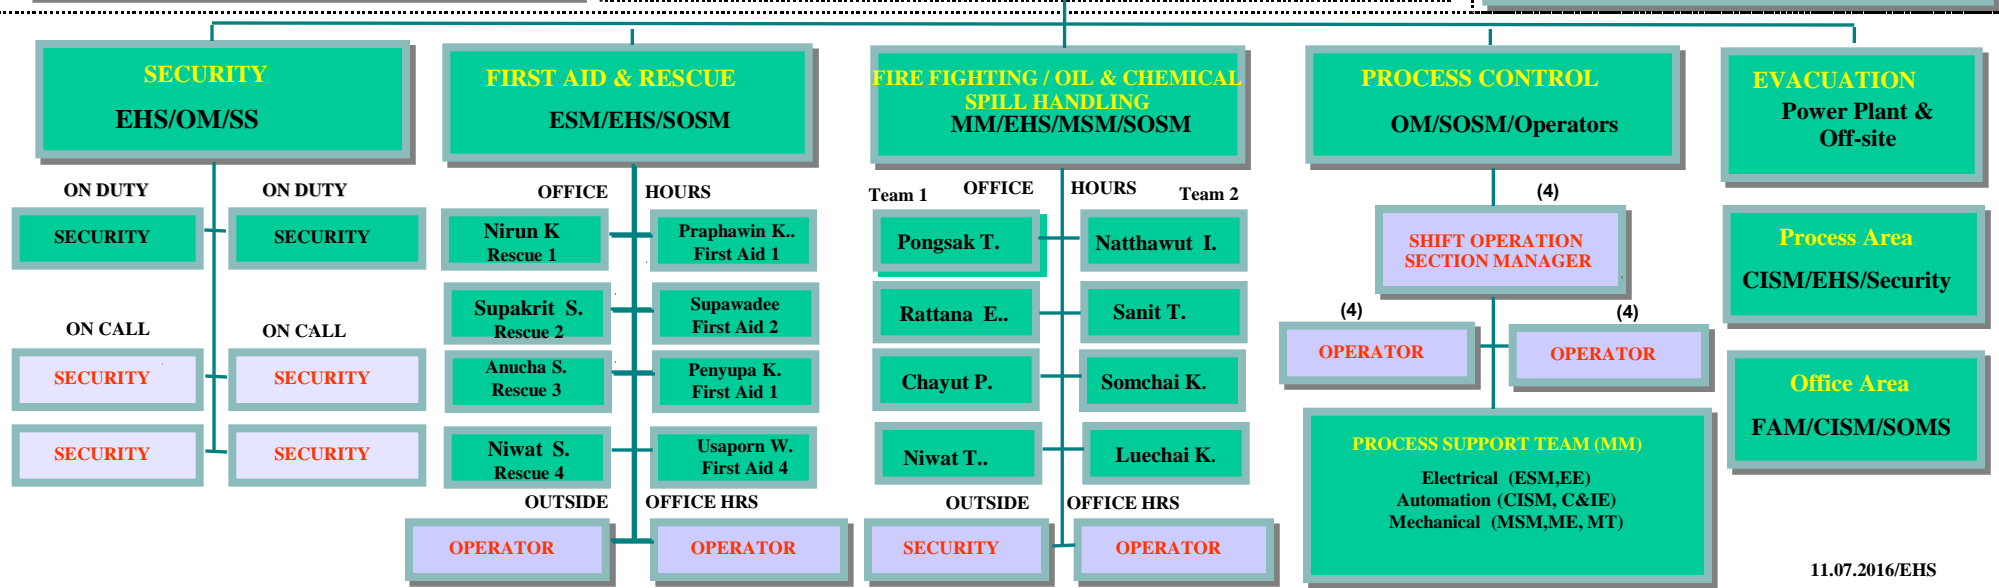 SECURITY
EHS/OM/SS
ON DUTY
ON DUTY
SECURITY
SECURITY
ON CALL
ON CALL
SECURITY
SECURITY
SECURITY
SECURITY
FIRST AID & RESCUE
ESM/EHS/SOSM
OFFICE HOURS
Nirun K
Rescue 1
Praphawin K..
First Aid 1
Supakrit S.
Rescue 2
Supawadee
First Aid 2
Anucha S.
Rescue 3
Penyupa K.
First Aid 1
Niwat S.
Rescue 4
Usaporn W.
First Aid 4
OUTSIDE OFFICE HRS
OPERATOR
OPERATOR
FIRE FIGHTING / OIL & CHEMICAL
SPILL HANDLING
MM/EHS/MSM/SOSM
Team 1 OFFICE HOURS Team 2
Pongsak T.
Natthawut I.
Rattana E..
Sanit T.
Chayut P.
Somchai K.
Niwat T..
Luechai K.
OUTSIDE OFFICE HRS
SECURITY
OPERATOR
PROCESS CONTROL
OM/SOSM/Operators
(4)
SHIFT OPERATION
SECTION MANAGER
(4)
(4)
OPERATOR
OPERATOR
PROCESS SUPPORT TEAM (MM)
Electrical (ESM,EE)
Automation (CISM, C&IE)
Mechanical (MSM,ME, MT)
EVACUATION
Power Plant &
Off-site
Process Area
CISM/EHS/Security
Office Area
FAM/CISM/SOMS
11.07.2016/EHS